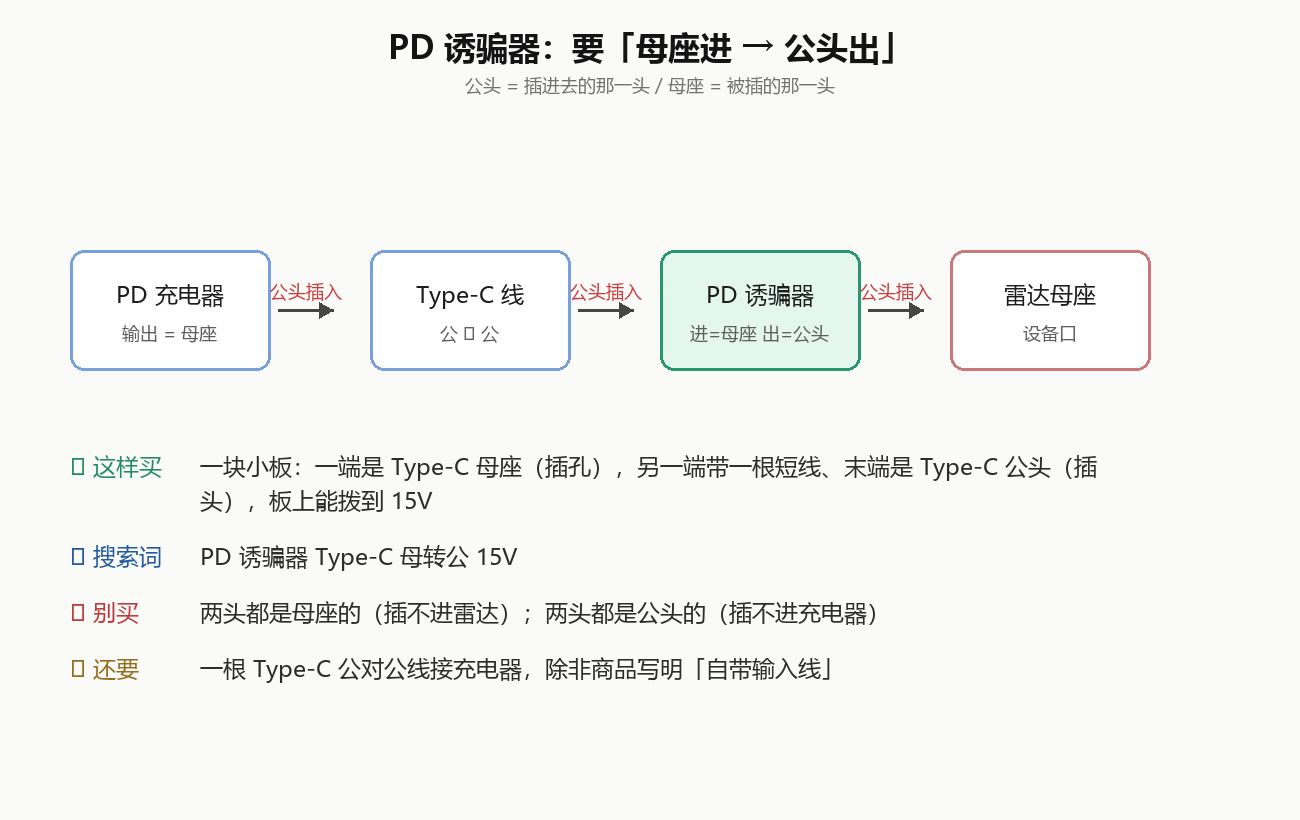 PD 诱骗器：要「母座进 → 公头出」
公头 = 插进去的那一头 / 母座 = 被插的那一头
PD 充电器
输出 = 母座
公头插入
Type-C 线
公 □ 公
公头插入
PD 诱骗器
进=母座 出=公头
公头插入
雷达母座
设备口
□ 这样买
一块小板：一端是 Type-C 母座（插孔），另一端带一根短线、末端是 Type-C 公头（插
头），板上能拨到 15V
□ 搜索词
PD 诱骗器 Type-C 母转公 15V
□ 别买
两头都是母座的（插不进雷达）；两头都是公头的（插不进充电器）
□ 还要
一根 Type-C 公对公线接充电器，除非商品写明「自带输入线」